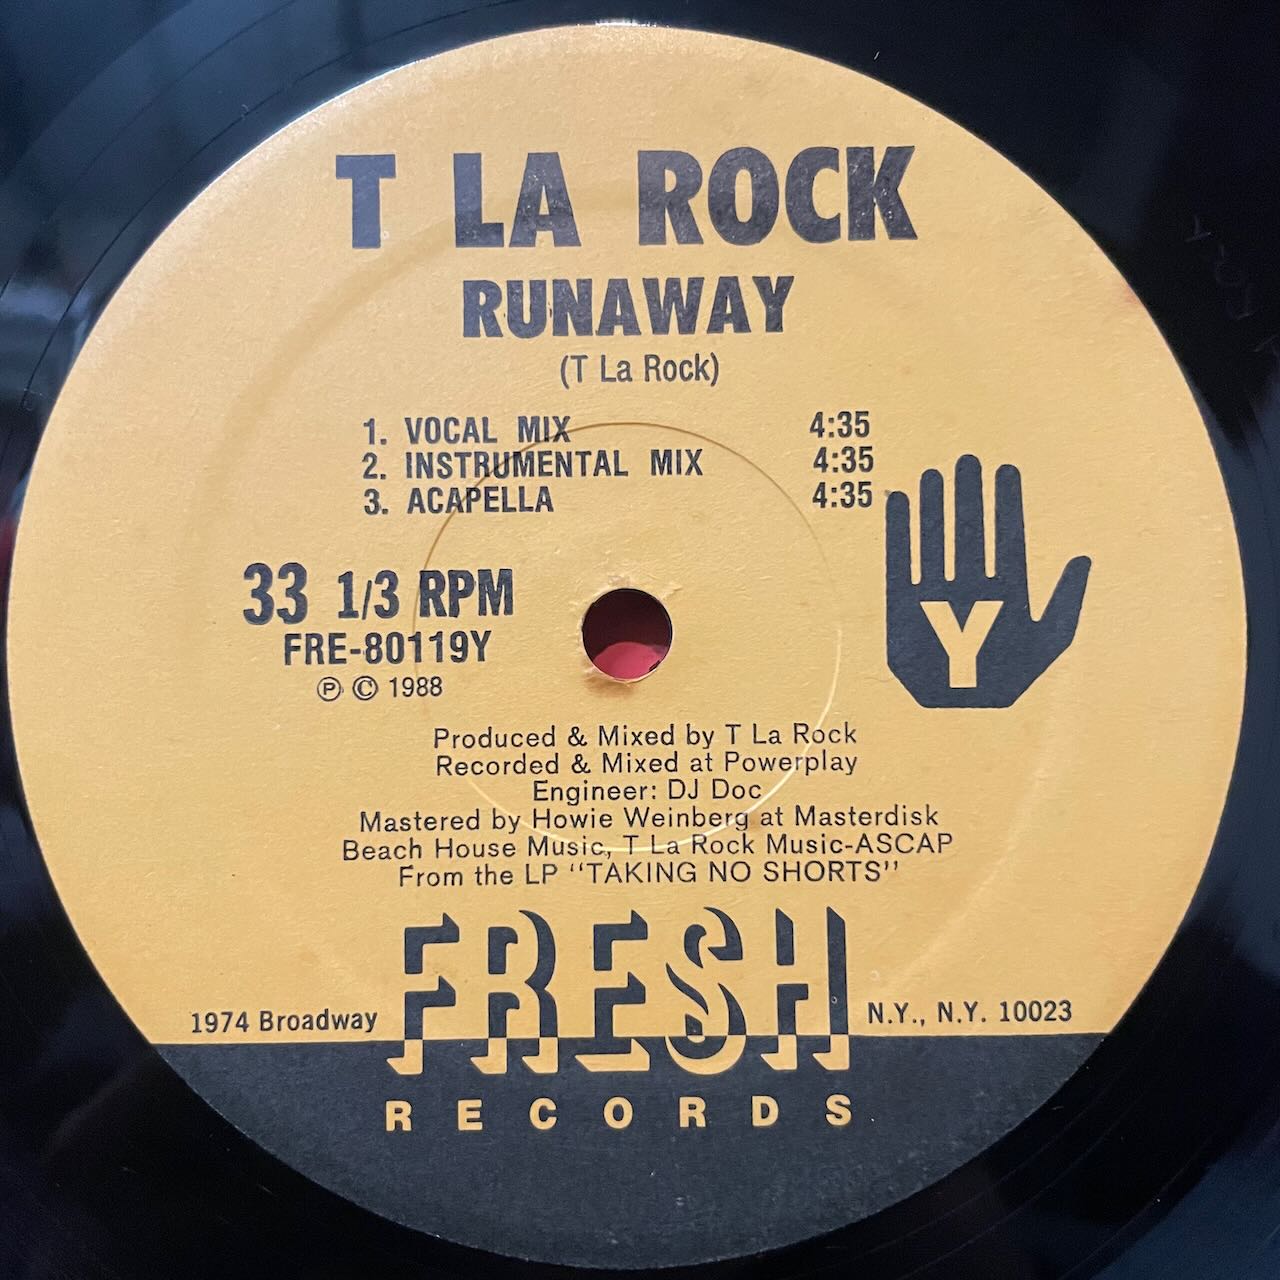 T LA ROCK
RUNAWAY
(T La Rock)
1. VOCAL MIX 4:35
2. INSTRUMENTAL MIX 4:35
3. ACAPELLA 4:35
33 1/3 RPM
FRE-80119Y
Ⓟ © 1988
Y
Produced & Mixed by T La Rock
Recorded & Mixed at Powerplay
Engineer: DJ Doc
Mastered by Howie Weinberg at Masterdisk
Beach House Music, T La Rock Music-ASCAP
From the LP "TAKING NO SHORTS"
1974 Broadway FRESH N.Y., N.Y. 10023
RECORDS